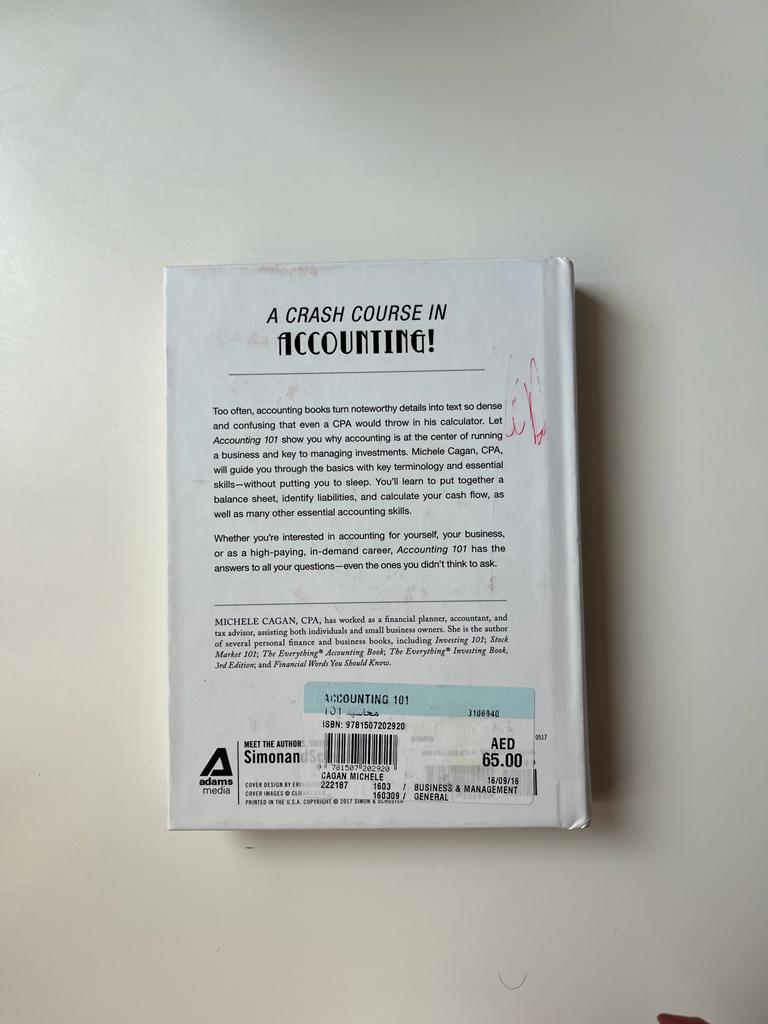 A CRASH COURSE IN
ACCOUNTING!
Too often, accounting books turn noteworthy details into text so dense
and confusing that even a CPA would throw in his calculator. Let
Accounting 101 show you why accounting is at the center of running
a business and key to managing investments. Michele Cagan, CPA,
will guide you through the basics with key terminology and essential
skills—without putting you to sleep. You'll learn to put together a
balance sheet, identify liabilities, and calculate your cash flow, as
well as many other essential accounting skills.
Whether you're interested in accounting for yourself, your business,
or as a high-paying, in-demand career, Accounting 101 has the
answers to all your questions—even the ones you didn't think to ask.
MICHELE CAGAN, CPA, has worked as a financial planner, accountant, and
tax advisor, assisting both individuals and small business owners. She is the author
of several personal finance and business books, including Investing 101; Stock
Market 101; The Everything® Accounting Book; The Everything® Investing Book,
3rd Edition; and Financial Words You Should Know.
ACCOUNTING 101
101 محاسبة
3106940
ISBN: 9781507202920
AED
65.00
0517
9 781507 202920
CAGAN MICHELE
16/09/16
222187 1603 / BUSINESS & MANAGEMENT
160309 / GENERAL
adams
media
MEET THE AUTHOR
Simonan
COVER DESIGN BY
COVER IMAGES ©
PRINTED IN THE U.S.A. COPYRIGHT © 2017 SIMON & SCHUSTER